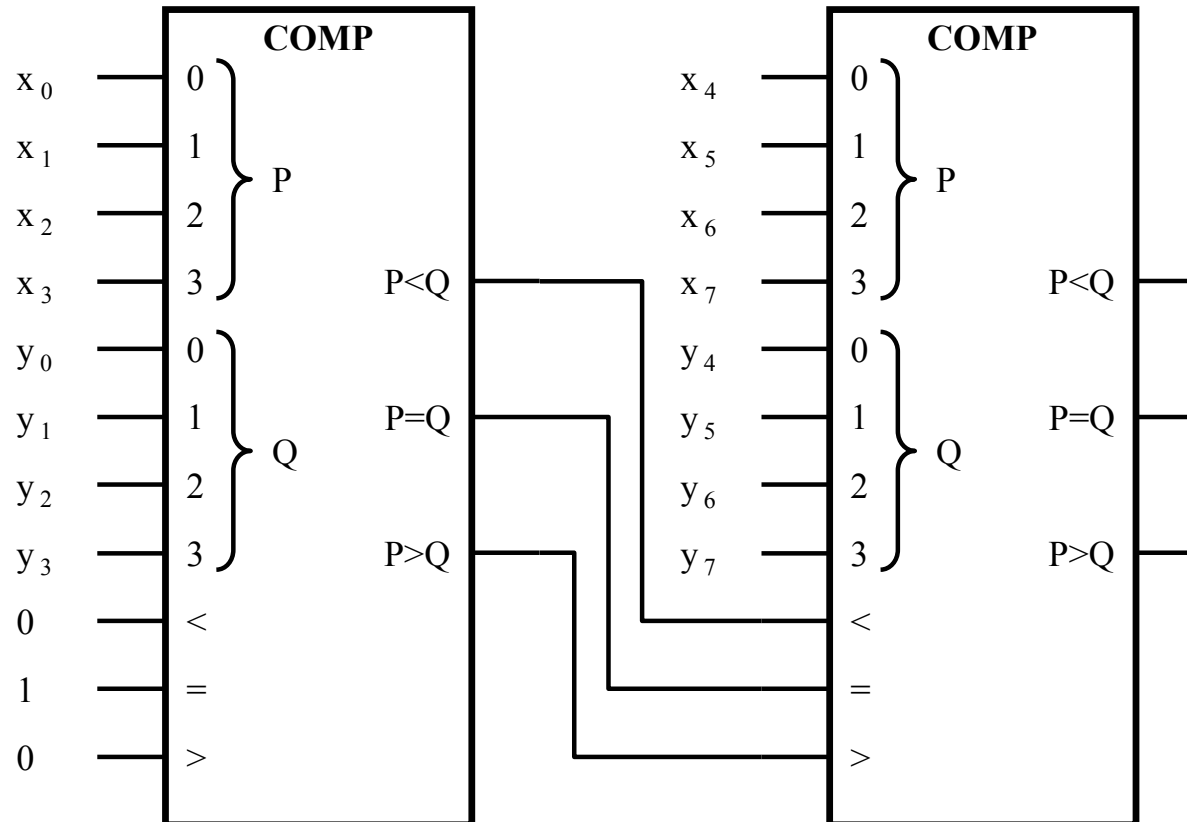 COMP COMP
x0 0 x4 0
x1 1 x5 1
P P
x2 2 x6 2
x3 3 P<Q x7 3 P<Q
y0 0 y4 0
y1 1 P=Q y5 1 P=Q
Q Q
y2 2 y6 2
y3 3 P>Q y7 3 P>Q
0 < <
1 = =
0 > >